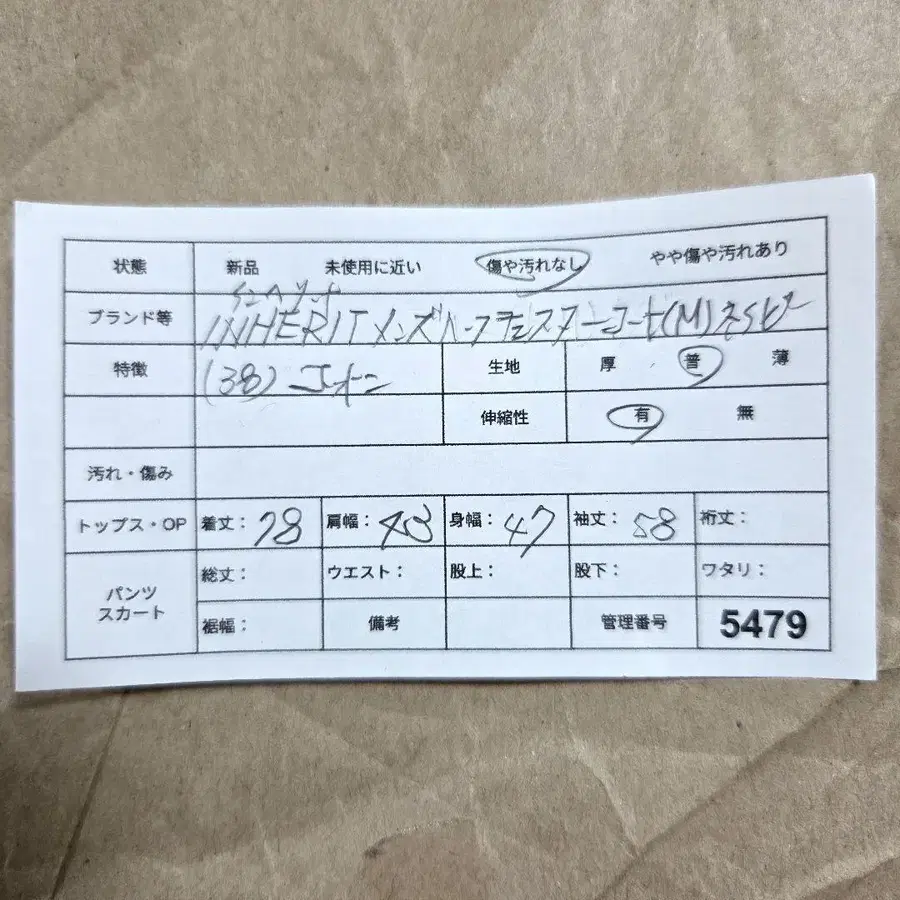 状態 新品 未使用に近い 傷や汚れなし やや傷や汚れあり
インヘリット
ブランド等 INHERIT メンズ ハーフチェスターコート(M)ネイビー
特徴 (38) 生地 厚 普 薄
伸縮性 有 無
汚れ・傷み
トップス・OP 着丈：78 肩幅：43 身幅：47 袖丈：58 裄丈：
パンツ スカート 総丈： ウエスト： 股上： 股下： ワタリ：
裾幅： 備考 管理番号 5479